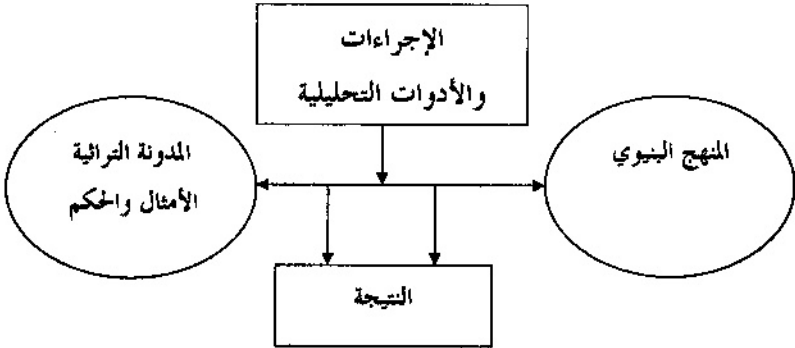 الإجراءات
والأدوات التحليلية
المنهج البنيوي
المدونة التراثية
الأمثال والحكم
النتيجة